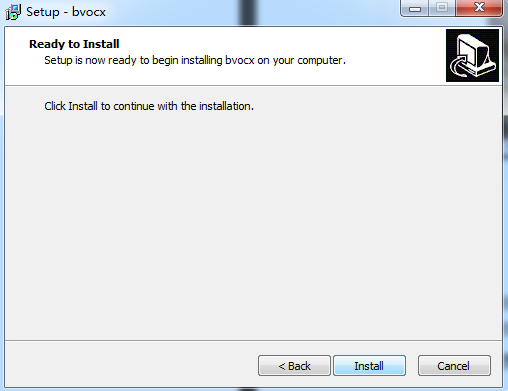 Setup - bvocx
Ready to Install
Setup is now ready to begin installing bvocx on your computer.
Click Install to continue with the installation.
< Back
Install
Cancel